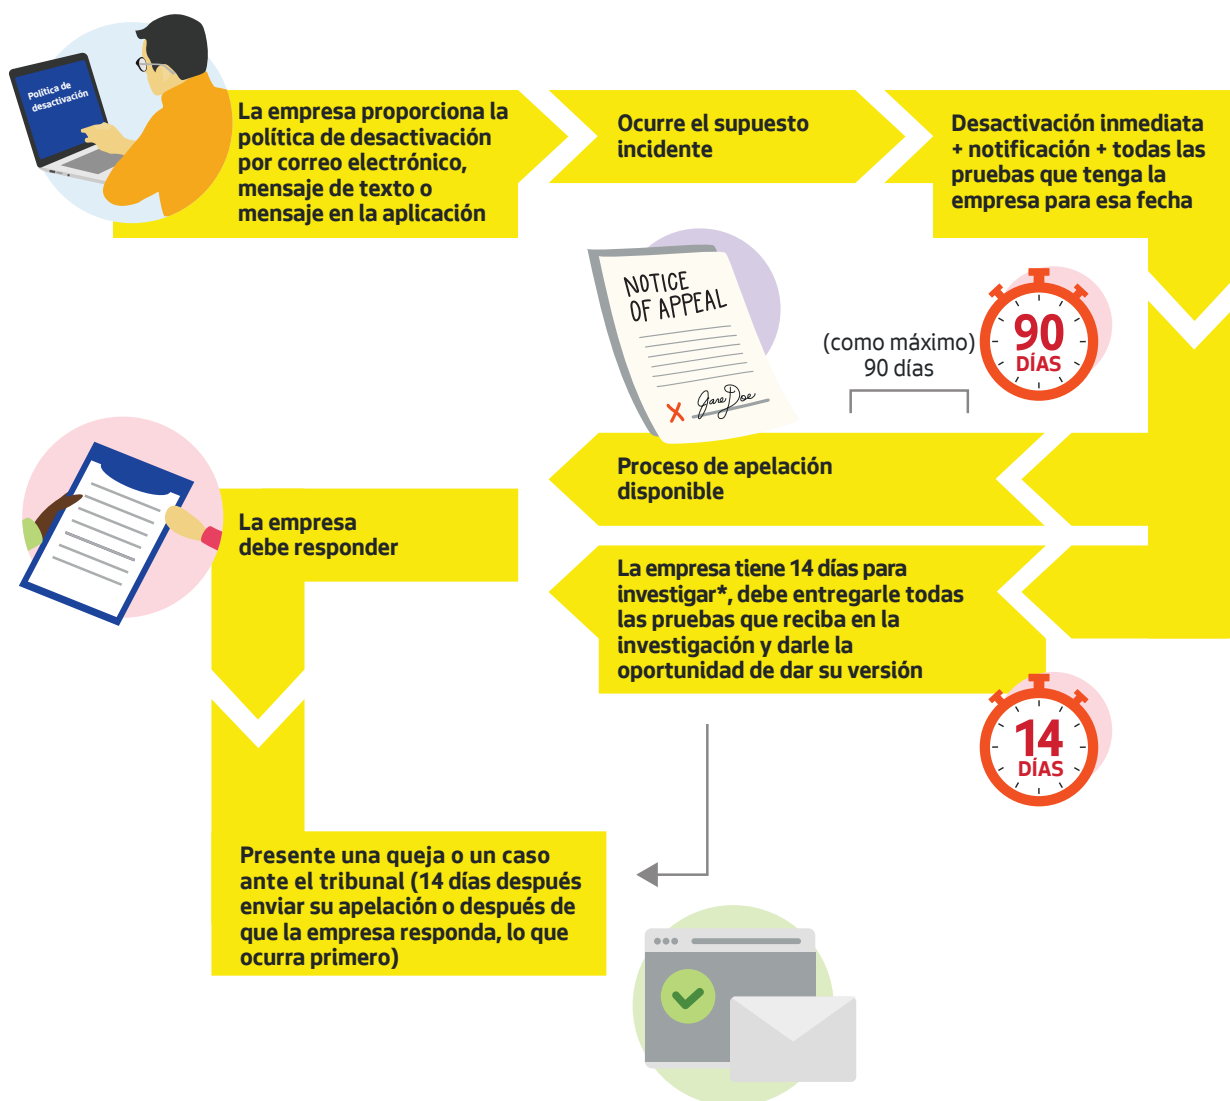 Política de
desactivación
La empresa proporciona la
política de desactivación
por correo electrónico,
mensaje de texto o
mensaje en la aplicación
Ocurre el supuesto
incidente
Desactivación inmediata
+ notificación + todas las
pruebas que tenga la
empresa para esa fecha
NOTICE
OF APPEAL
Jane Doe
(como máximo)
90 días
90
DÍAS
Proceso de apelación
disponible
La empresa
debe responder
La empresa tiene 14 días para
investigar*, debe entregarle todas
las pruebas que reciba en la
investigación y darle la
oportunidad de dar su versión
14
DÍAS
Presente una queja o un caso
ante el tribunal (14 días después
enviar su apelación o después de
que la empresa responda, lo que
ocurra primero)